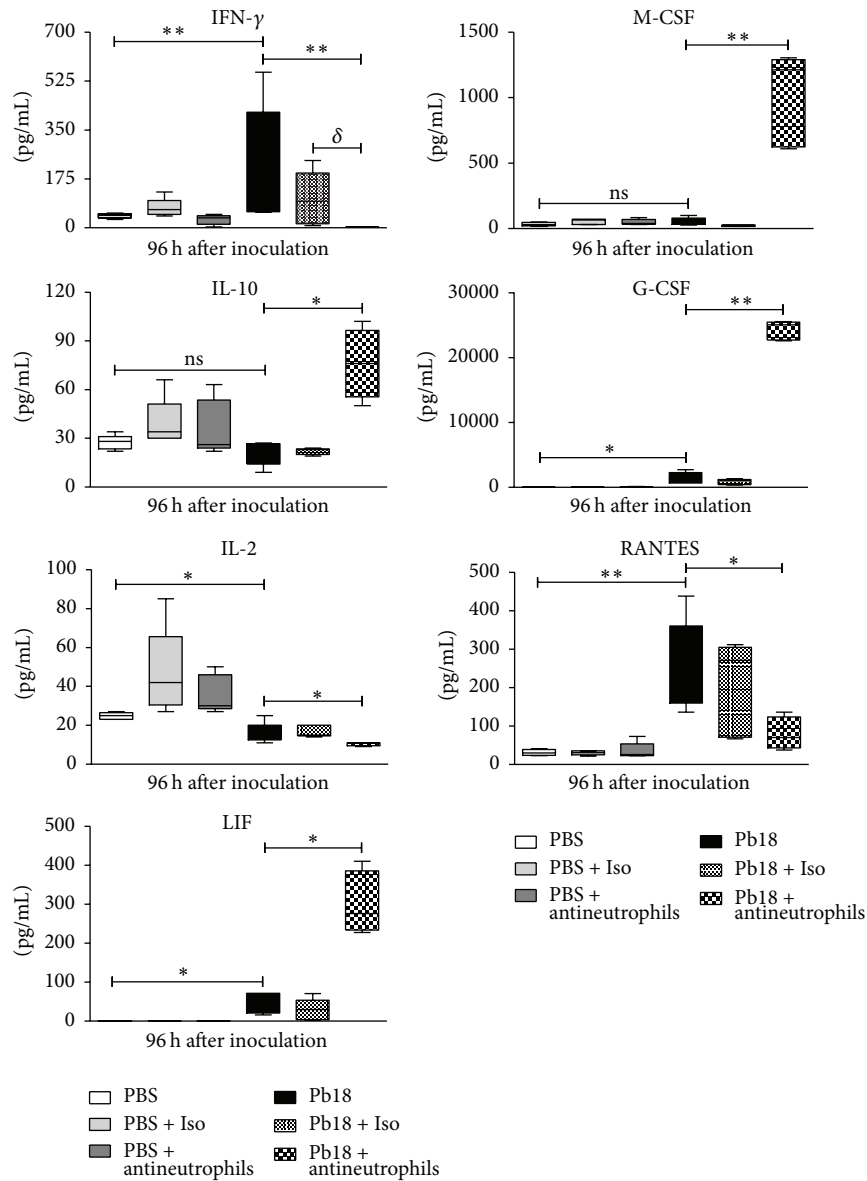 IFN-γ
700
525
350
175
0
(pg/mL)
**
**
δ
96 h after inoculation
M-CSF
1500
1000
500
0
(pg/mL)
**
ns
96 h after inoculation
IL-10
120
90
60
30
0
(pg/mL)
*
ns
96 h after inoculation
G-CSF
30000
20000
10000
0
(pg/mL)
**
*
96 h after inoculation
IL-2
100
80
60
40
20
0
(pg/mL)
*
*
96 h after inoculation
RANTES
500
400
300
200
100
0
(pg/mL)
**
*
96 h after inoculation
LIF
500
400
300
200
100
0
(pg/mL)
*
*
96 h after inoculation
PBS
PBS + Iso
PBS +
antineutrophils
Pb18
Pb18 + Iso
Pb18 +
antineutrophils
PBS
PBS + Iso
PBS +
antineutrophils
Pb18
Pb18 + Iso
Pb18 +
antineutrophils